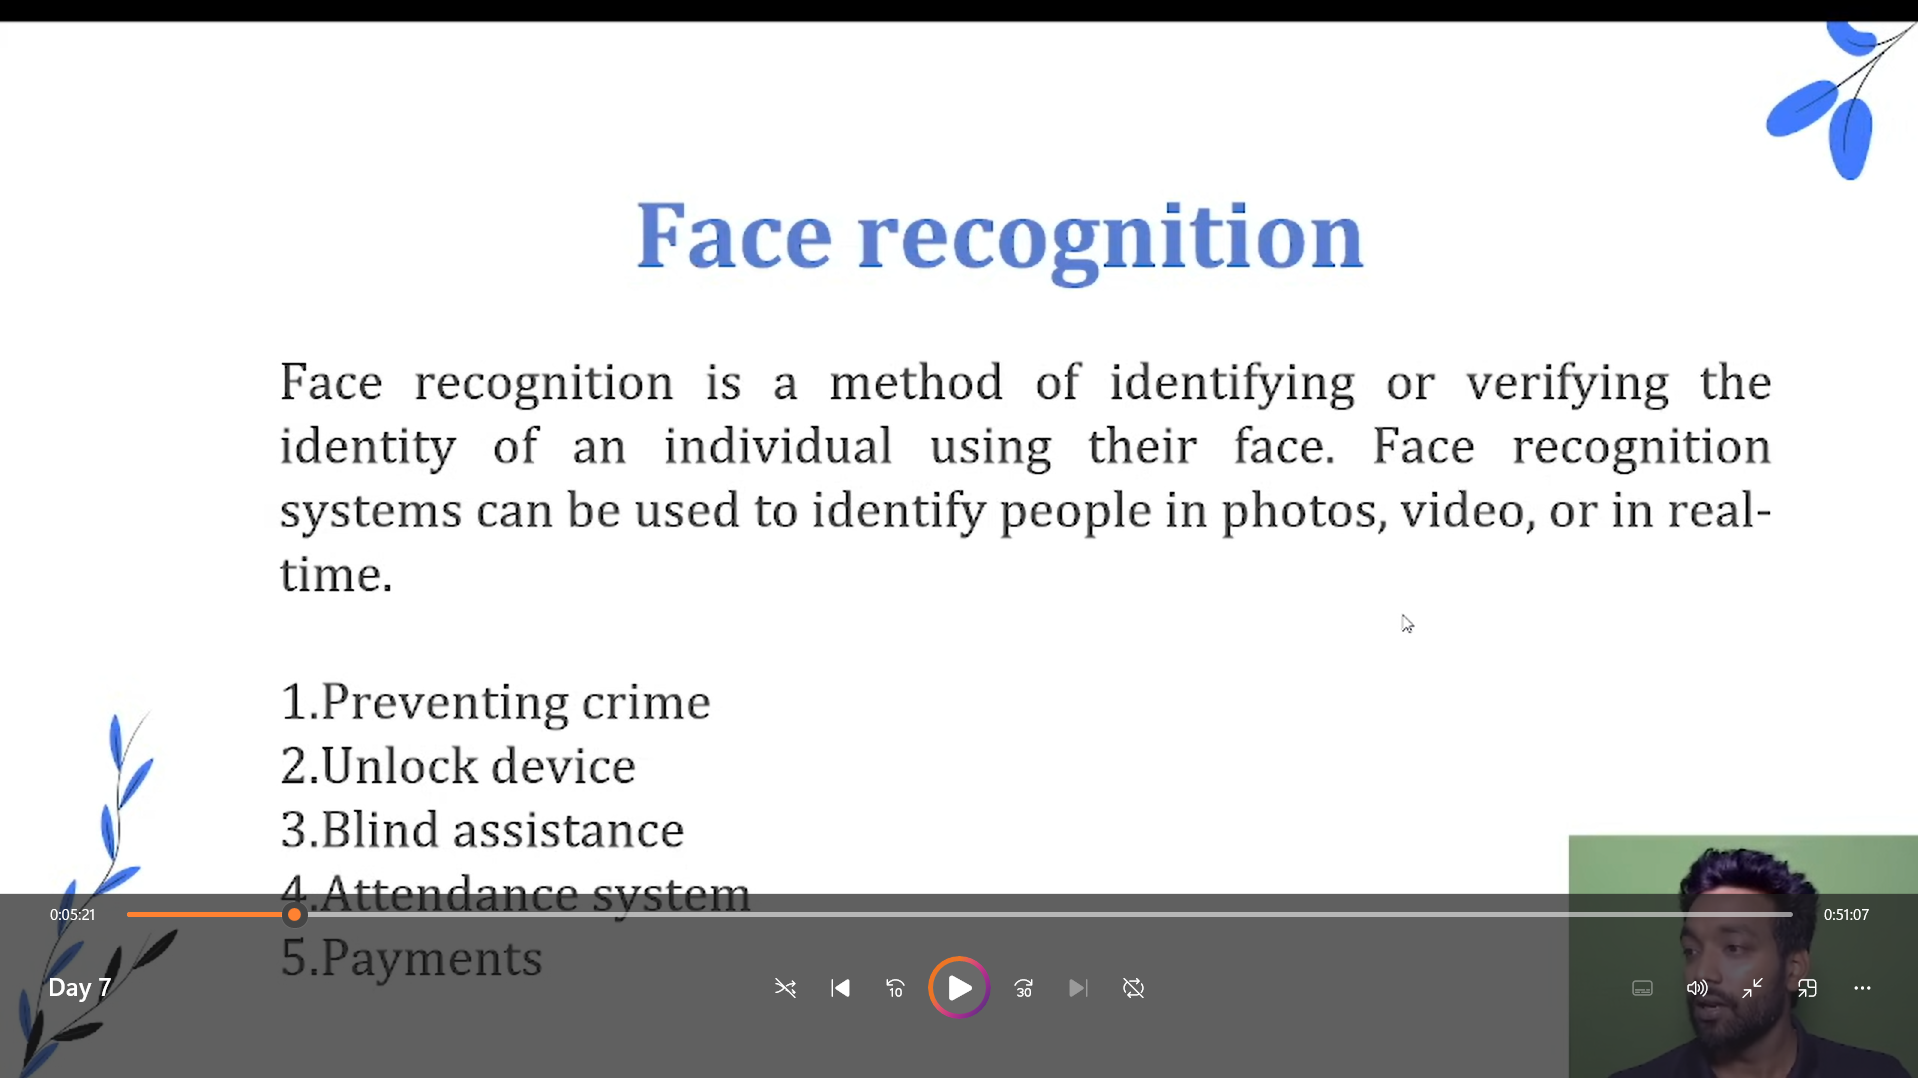 Face recognition
Face recognition is a method of identifying or verifying the
identity of an individual using their face. Face recognition
systems can be used to identify people in photos, video, or in real-
time.
1.Preventing crime
2.Unlock device
3.Blind assistance
4.Attendance system
0:05:21
0:51:07
5.Payments
Day 7
10
30